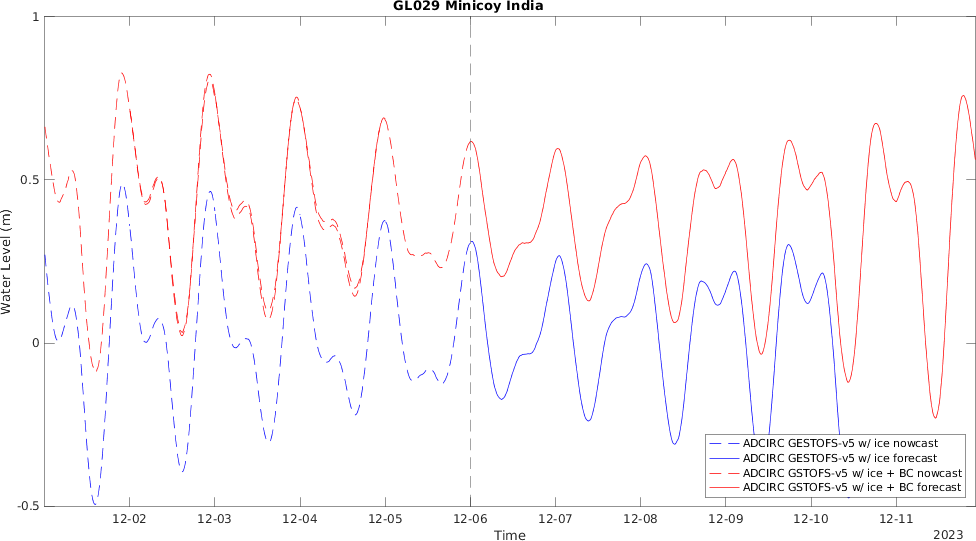 GL029 Minicoy India
1
0.5
0
-0.5
Water Level (m)
ADCIRC GESTOFS-v5 w/ ice nowcast
ADCIRC GESTOFS-v5 w/ ice forecast
ADCIRC GSTOFS-v5 w/ ice + BC nowcast
ADCIRC GSTOFS-v5 w/ ice + BC forecast
12-02 12-03 12-04 12-05 12-06 12-07 12-08 12-09 12-10 12-11
Time
2023